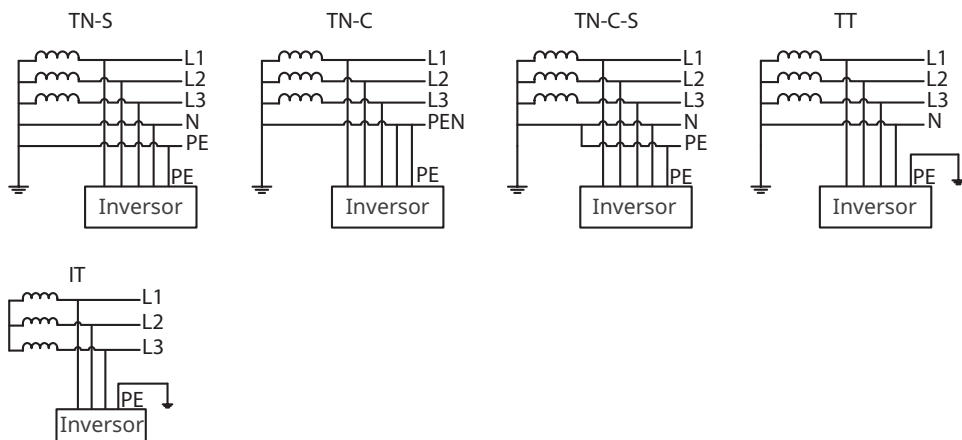 TN-S
L1
L2
L3
N
PE
PE
Inversor
TN-C
L1
L2
L3
PEN
PE
Inversor
TN-C-S
L1
L2
L3
N
PE
PE
Inversor
TT
L1
L2
L3
N
PE
Inversor
IT
L1
L2
L3
PE
Inversor